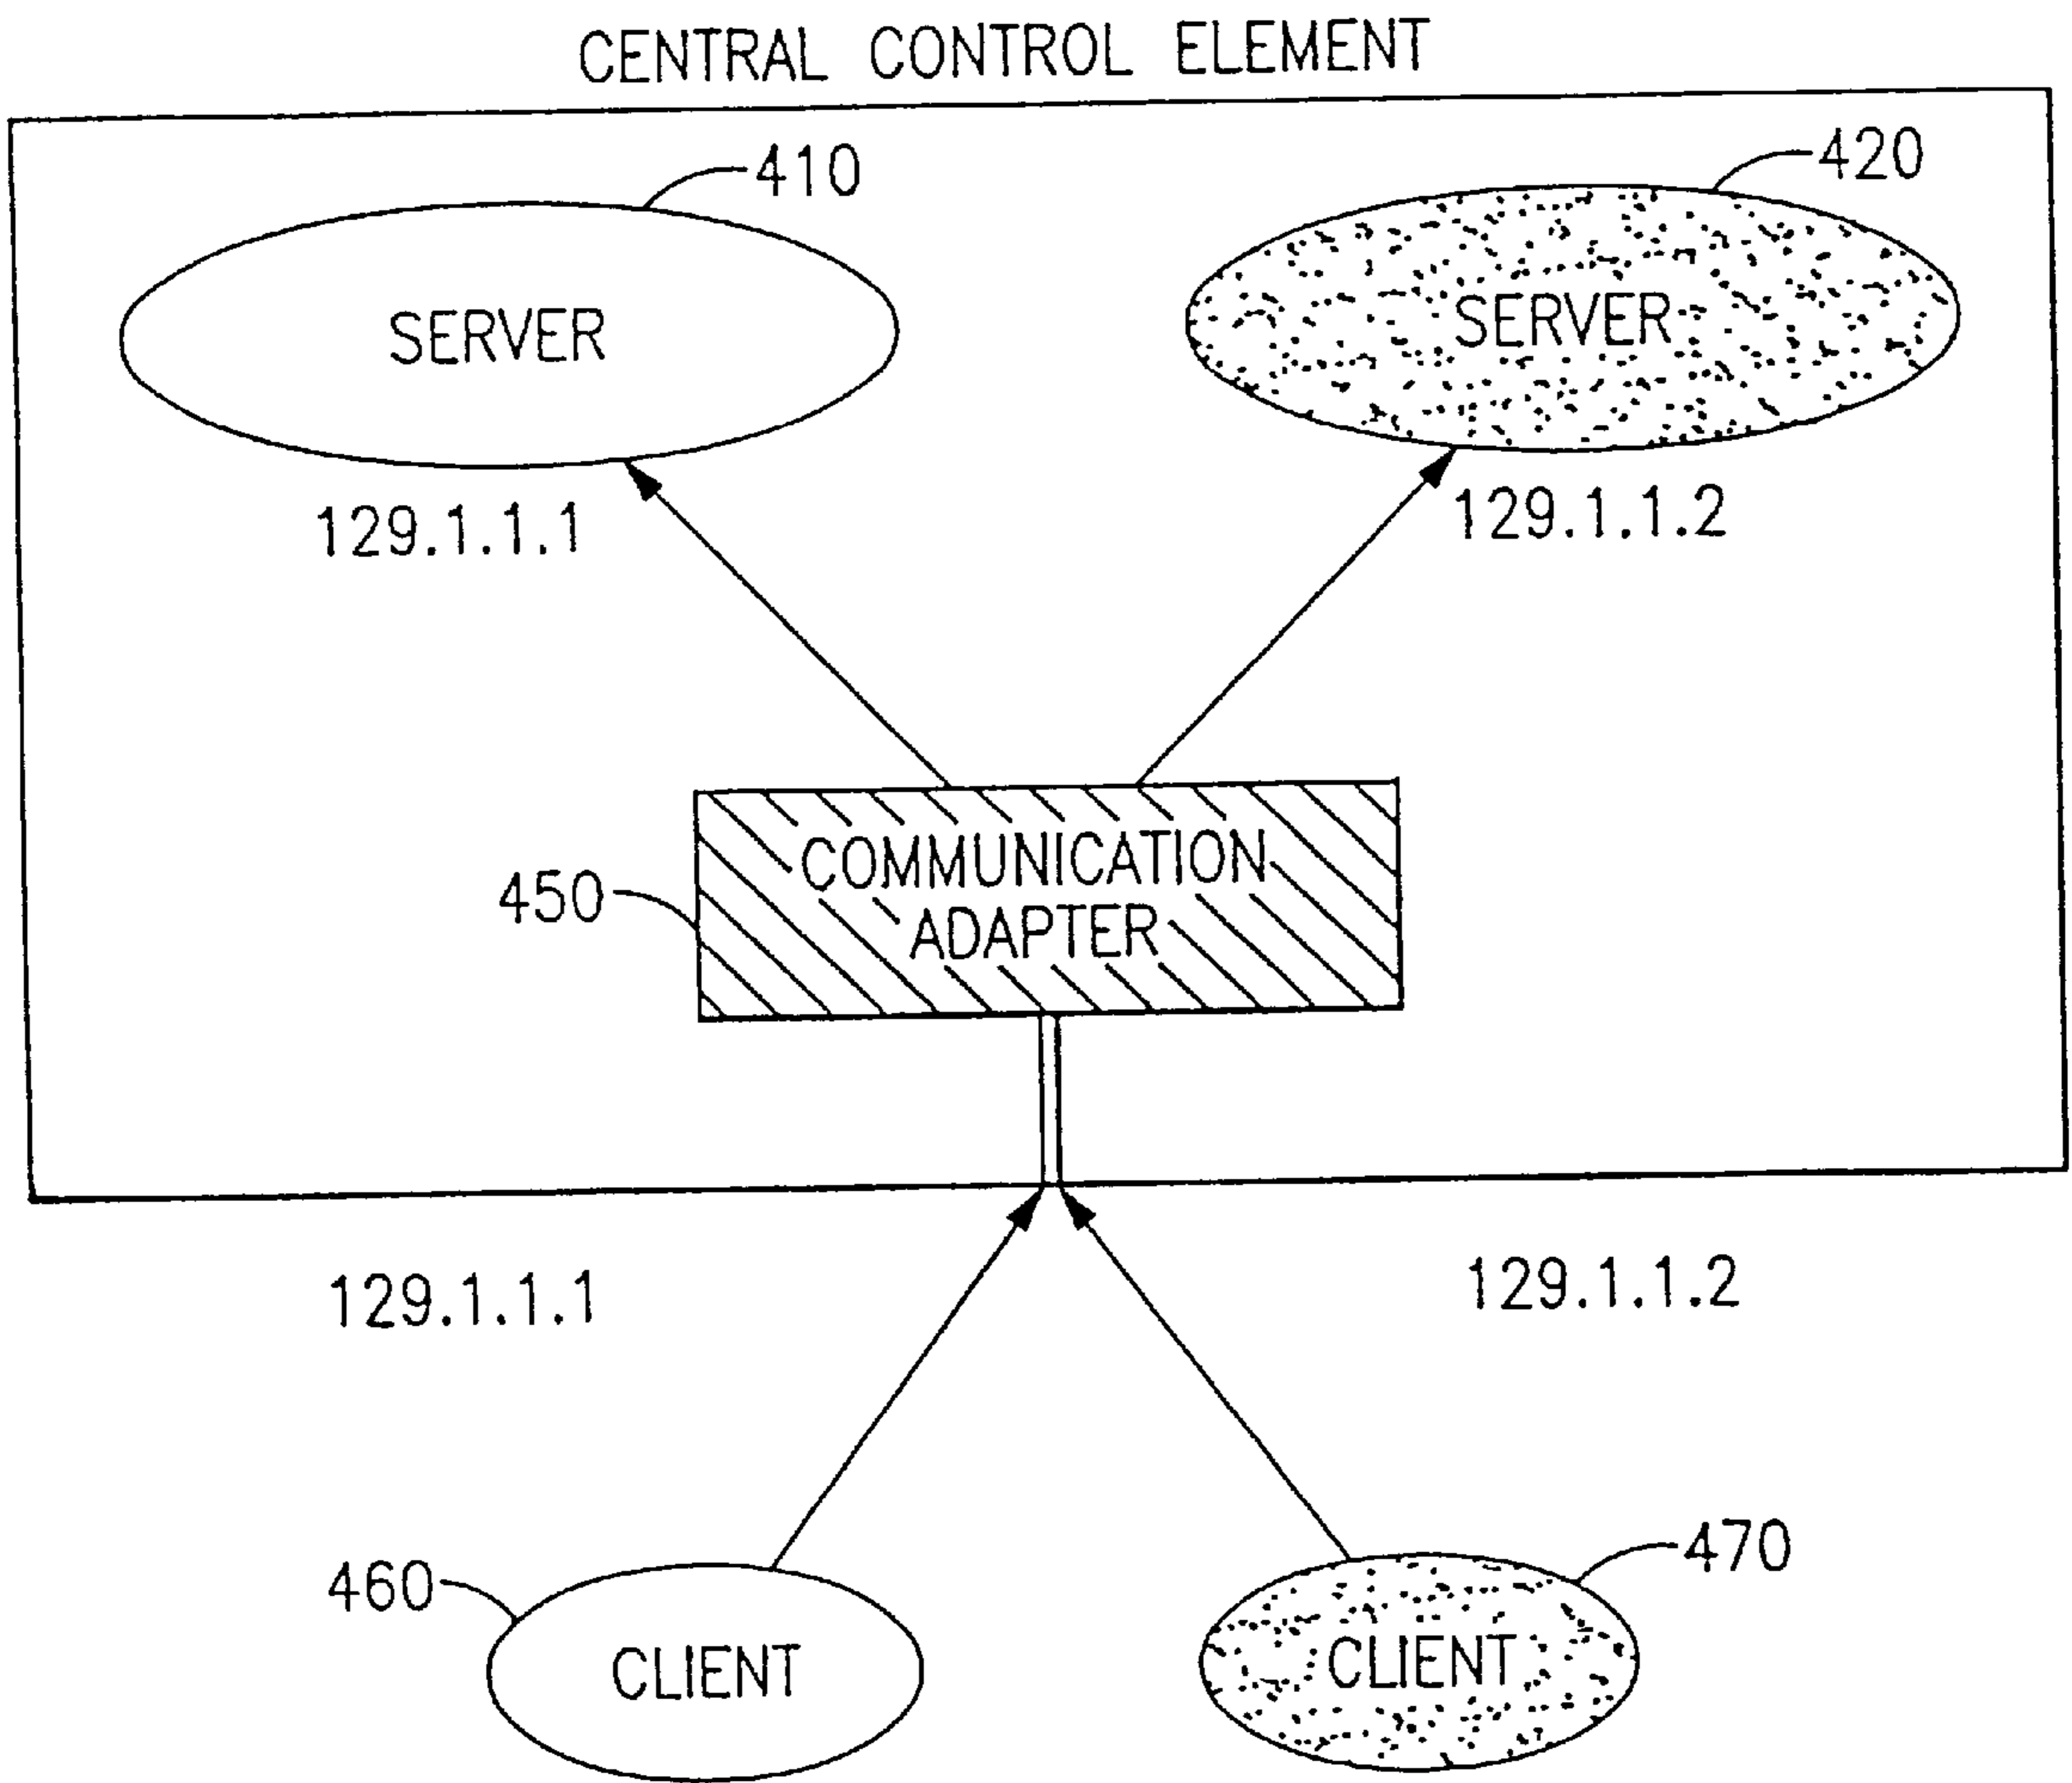 CENTRAL CONTROL ELEMENT
410
420
SERVER
SERVER
129.1.1.1
129.1.1.2
450
COMMUNICATION
ADAPTER
129.1.1.1
129.1.1.2
460
470
CLIENT
CLIENT